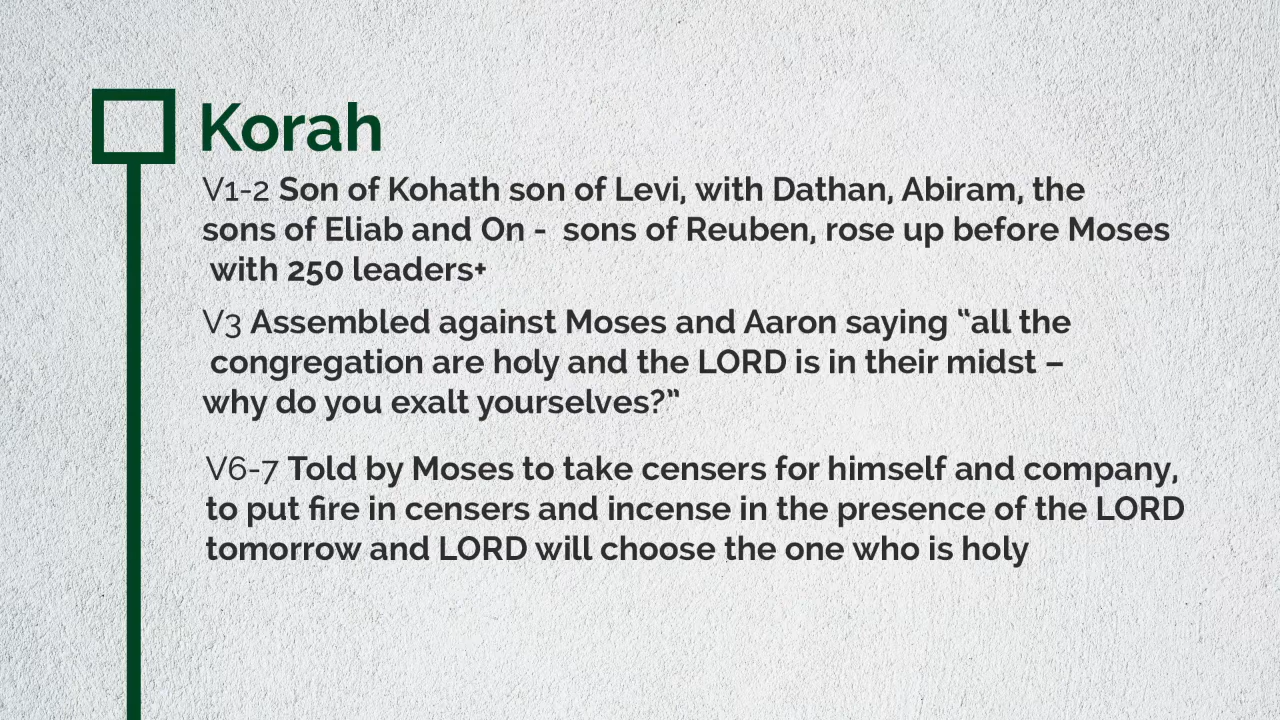 Korah
V1-2 Son of Kohath son of Levi, with Dathan, Abiram, the
sons of Eliab and On -  sons of Reuben, rose up before Moses
with 250 leaders+
V3 Assembled against Moses and Aaron saying “all the
congregation are holy and the LORD is in their midst –
why do you exalt yourselves?”
V6-7 Told by Moses to take censers for himself and company,
to put fire in censers and incense in the presence of the LORD
tomorrow and LORD will choose the one who is holy